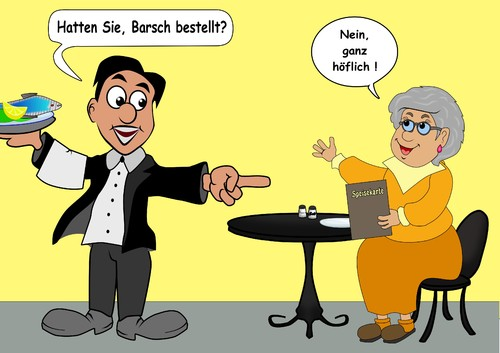 Hatten Sie, Barsch bestellt?
Nein,
ganz
höflich !
Speisekarte